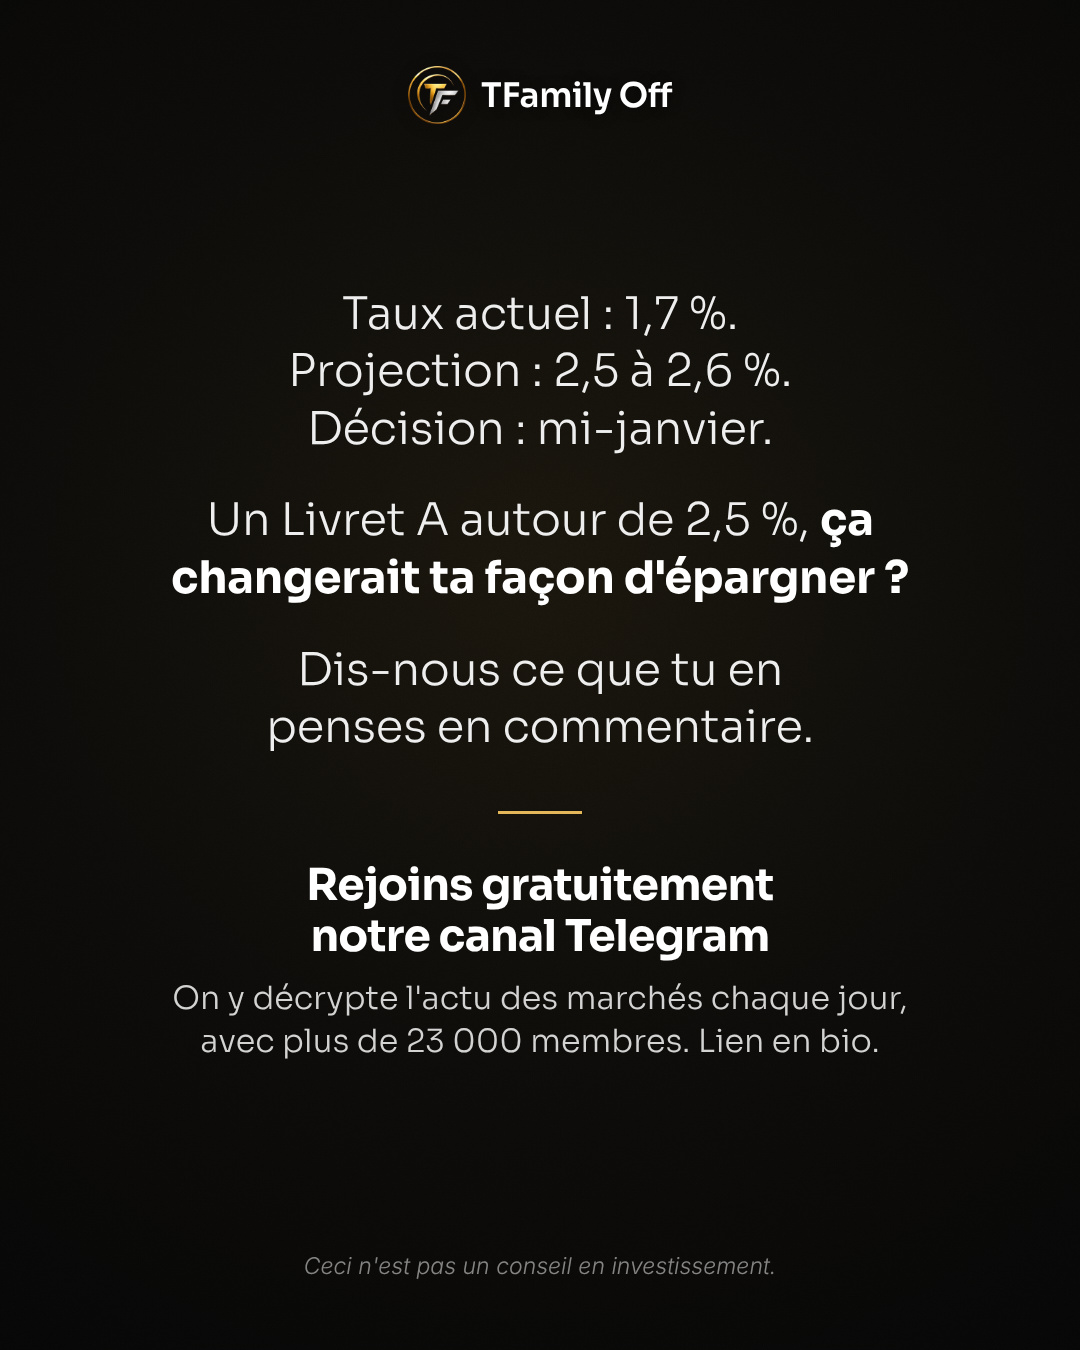 TF TFamily Off
Taux actuel : 1,7 %.
Projection : 2,5 à 2,6 %.
Décision : mi-janvier.
Un Livret A autour de 2,5 %, ça
changerait ta façon d'épargner ?
Dis-nous ce que tu en
penses en commentaire.
Rejoins gratuitement
notre canal Telegram
On y décrypte l'actu des marchés chaque jour,
avec plus de 23 000 membres. Lien en bio.
Ceci n'est pas un conseil en investissement.